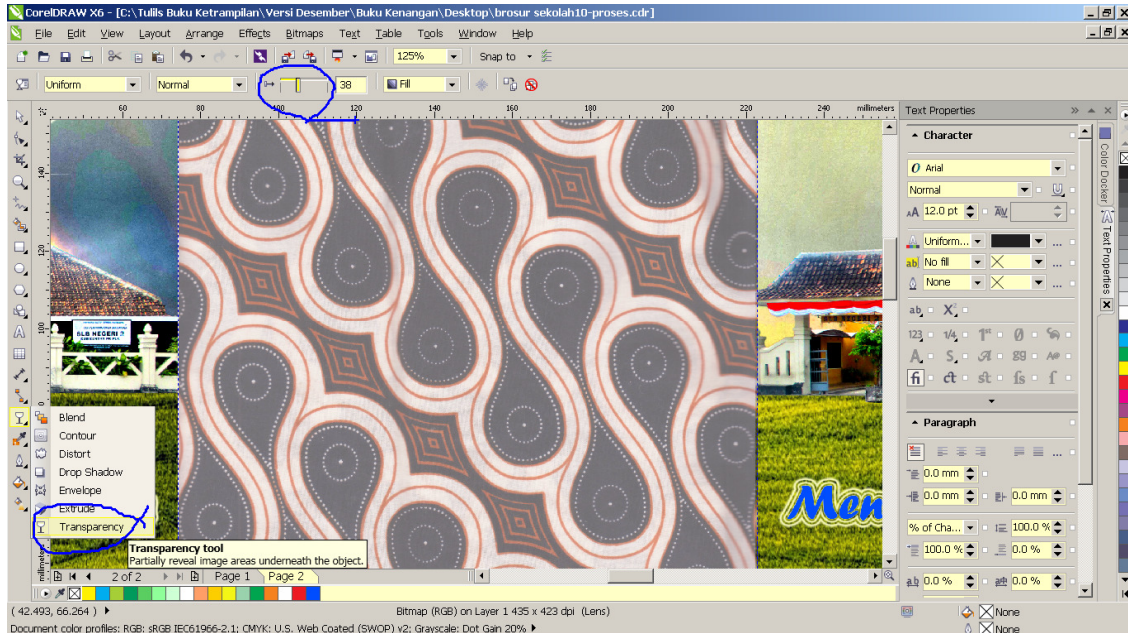 CorelDRAW X6 - [C:\Tulils Buku Ketrampilan\Versi Desember\Buku Kenangan\Desktop\brosur sekolah10-proses.cdr]
File Edit View Layout Arrange Effects Bitmaps Text Table Tools Window Help
125% Snap to
Uniform Normal 38 Fill
60 80 100 120 140 160 180 200 220 240 millimeters
140
120
100
SLB NEGERI
Men
Blend
Contour
Distort
Drop Shadow
Envelope
Extrude
Transparency
Transparency tool
Partially reveal image areas underneath the object.
2 of 2 Page 1 Page 2
Text Properties
Character
Arial
Normal
12.0 pt
Uniform...
No fill
None
Paragraph
0.0 mm
0.0 mm 0.0 mm
% of Cha... 100.0 %
100.0 % 0.0 %
0.0 % 0.0 %
Color Docker
Text Properties
( 42.493, 66.264 ) Bitmap (RGB) on Layer 1 435 x 423 dpi (Lens) None
Document color profiles: RGB: sRGB IEC61966-2.1; CMYK: U.S. Web Coated (SWOP) v2; Grayscale: Dot Gain 20% None